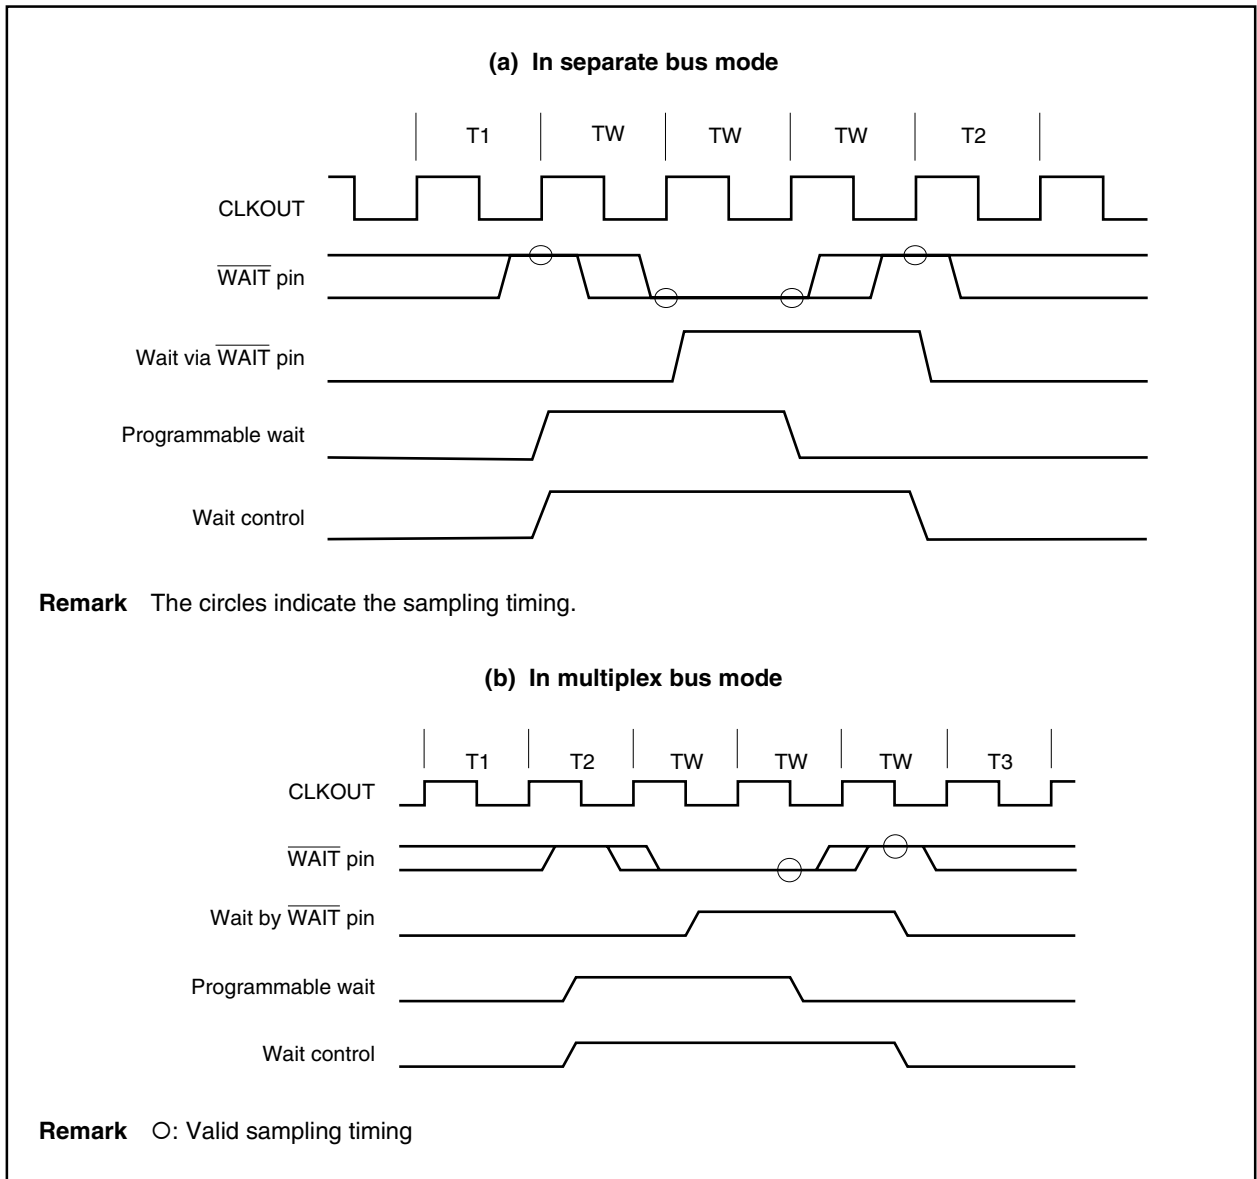 (a) In separate bus mode
T1 TW TW TW T2
CLKOUT
WAIT pin
Wait via WAIT pin
Programmable wait
Wait control
Remark The circles indicate the sampling timing.
(b) In multiplex bus mode
T1 T2 TW TW TW T3
CLKOUT
WAIT pin
Wait by WAIT pin
Programmable wait
Wait control
Remark ○: Valid sampling timing